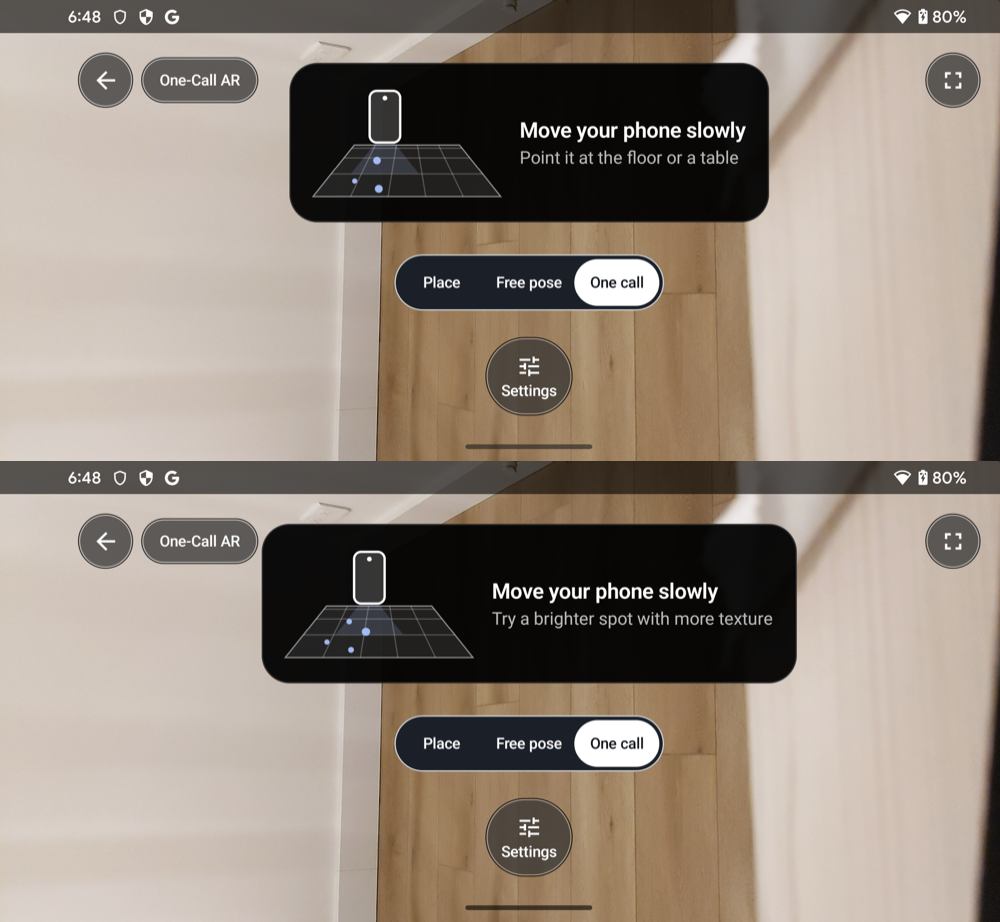 6:48 G 80%
One-Call AR
Move your phone slowly
Point it at the floor or a table
Place Free pose One call
Settings
6:48 G 80%
One-Call AR
Move your phone slowly
Try a brighter spot with more texture
Place Free pose One call
Settings